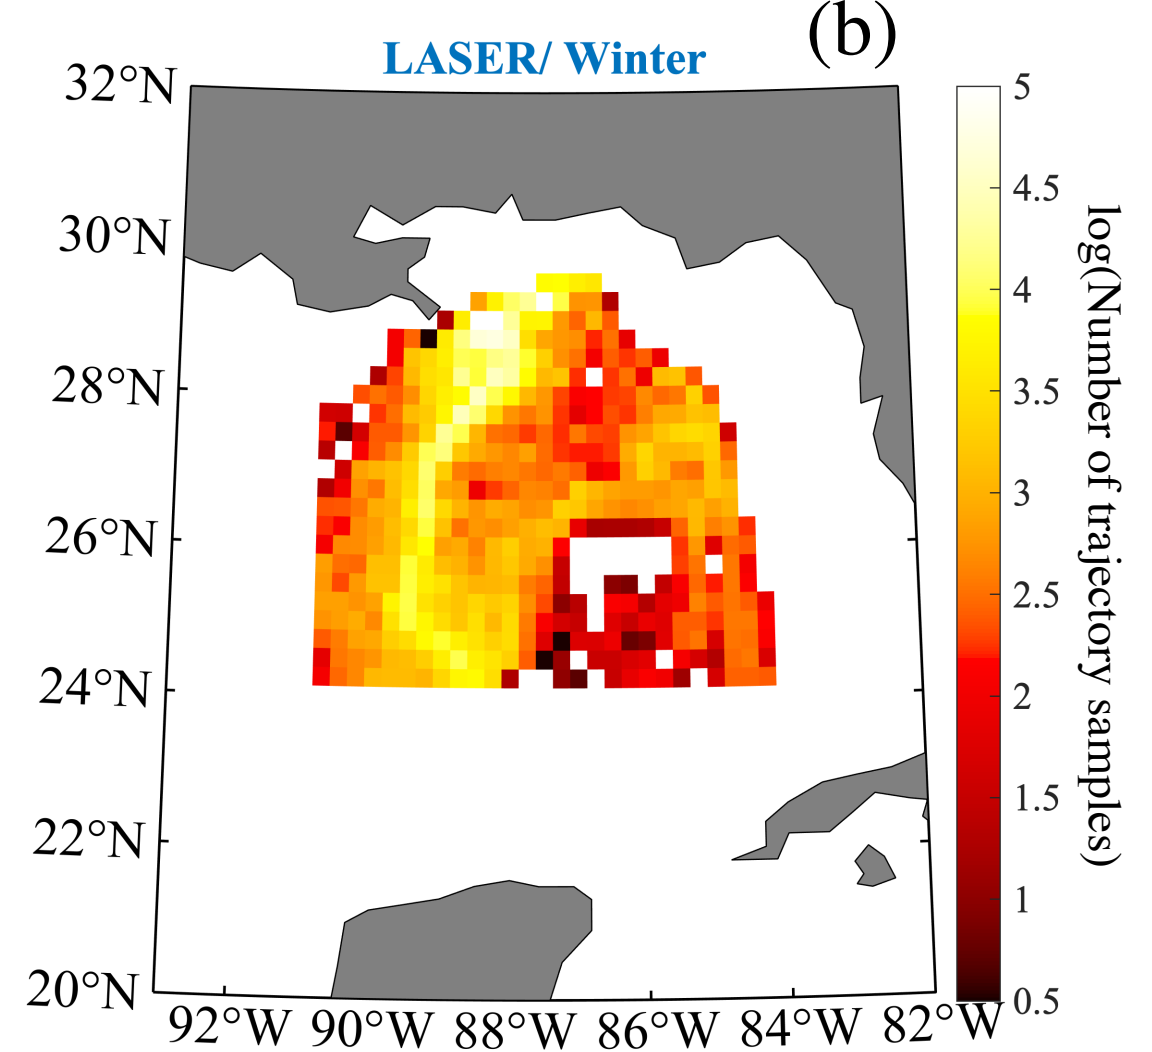 (b)
LASER/ Winter
32°N
30°N
28°N
26°N
24°N
22°N
20°N
92°W 90°W 88°W 86°W 84°W 82°W
5
4.5
4
3.5
3
2.5
2
1.5
1
0.5
log(Number of trajectory samples)